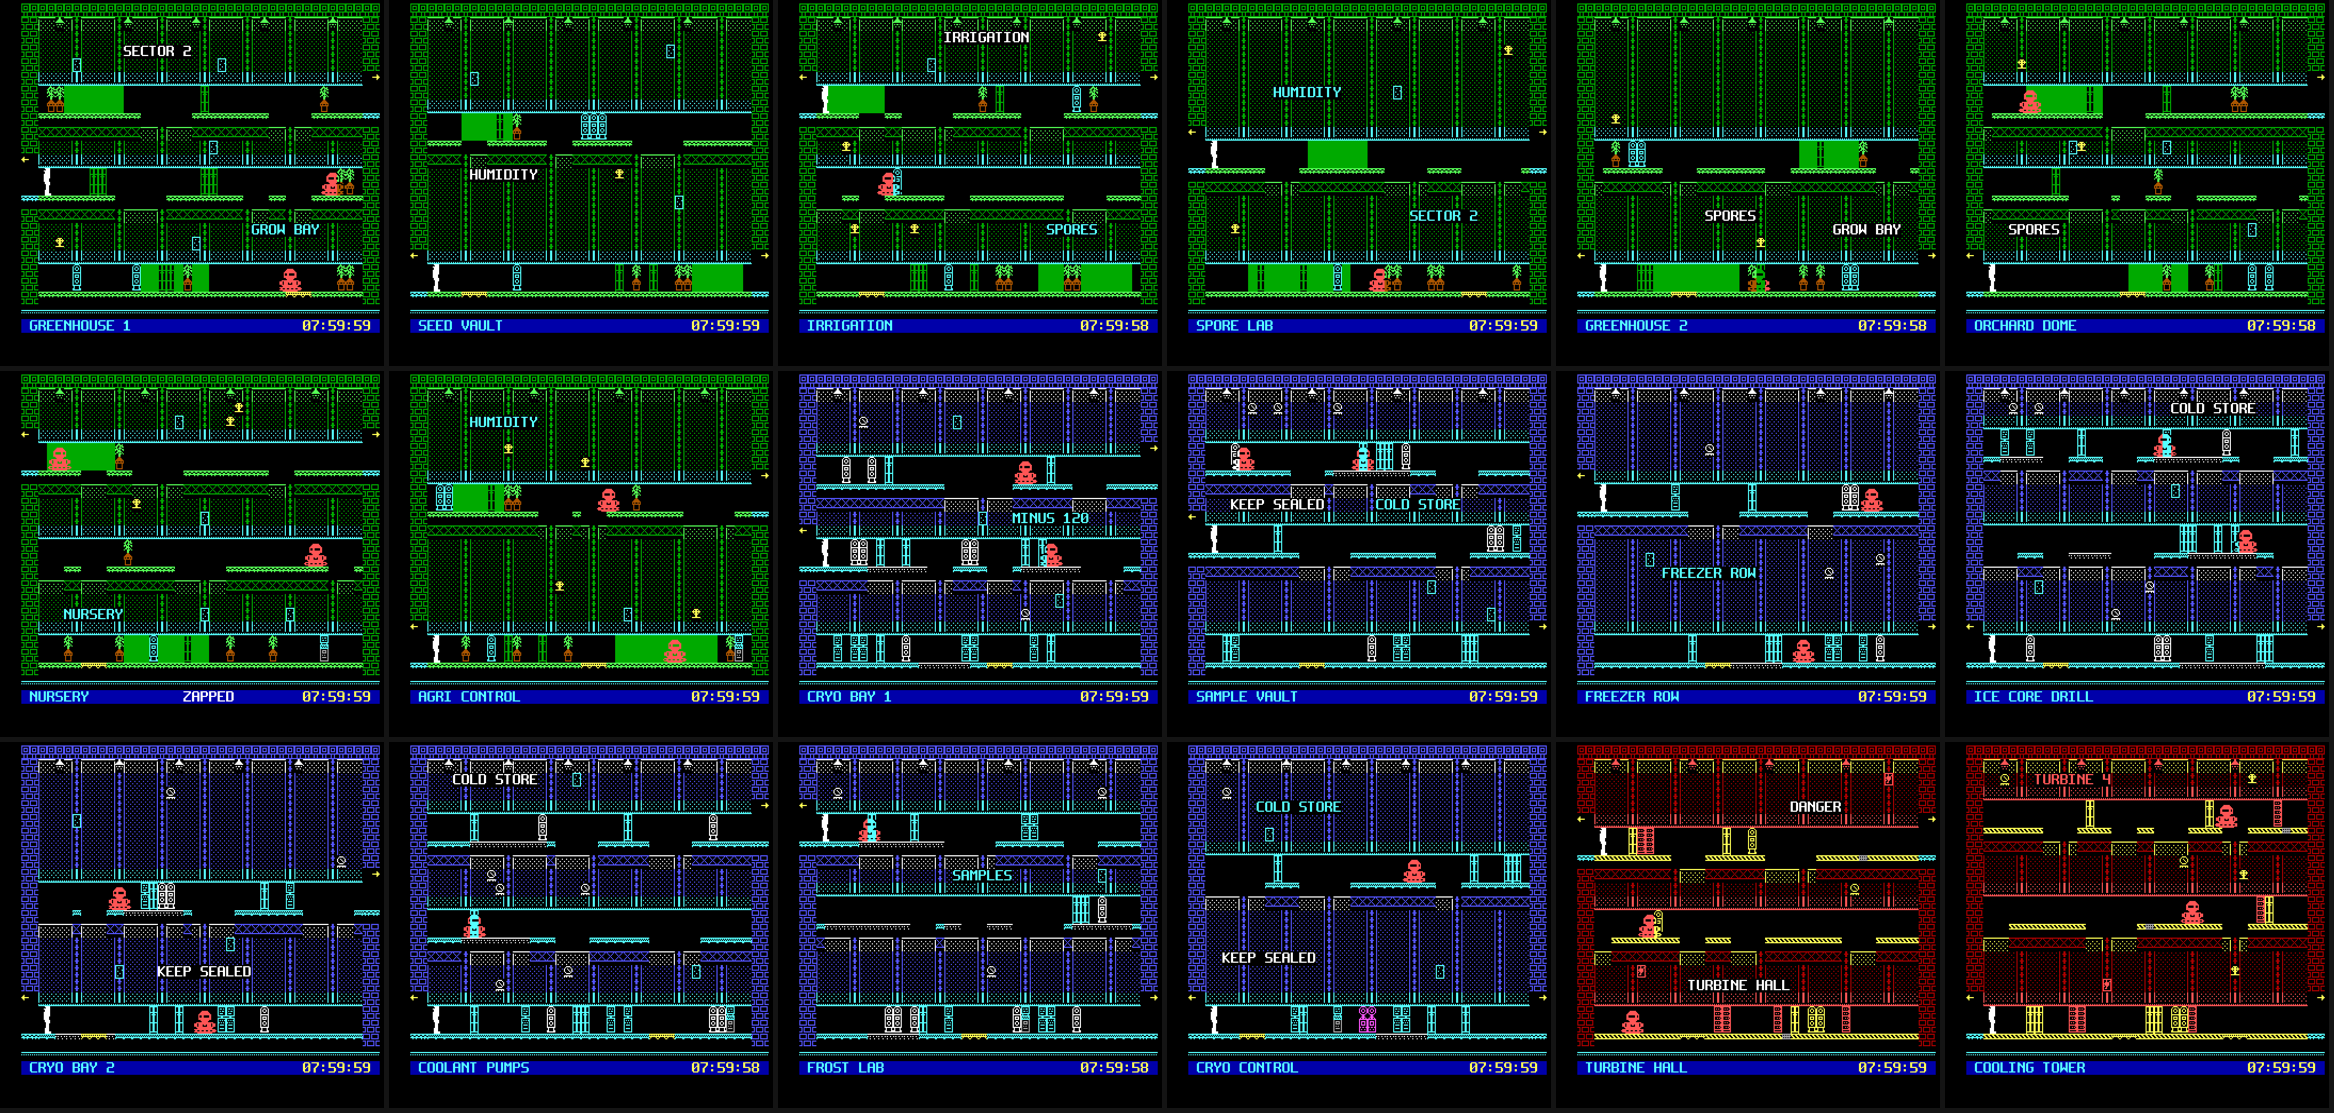 SECTOR 2
GROW BAY
GREENHOUSE 1 07:59:59
HUMIDITY
SEED VAULT 07:59:59
IRRIGATION
SPORES
IRRIGATION 07:59:58
HUMIDITY
SECTOR 2
SPORE LAB 07:59:59
SPORES
GROW BAY
GREENHOUSE 2 07:59:58
SPORES
ORCHARD DOME 07:59:58
NURSERY
NURSERY ZAPPED 07:59:59
HUMIDITY
AGRI CONTROL 07:59:59
MINUS 120
CRYO BAY 1 07:59:59
KEEP SEALED COLD STORE
SAMPLE VAULT 07:59:59
FREEZER ROW
FREEZER ROW 07:59:59
COLD STORE
ICE CORE DRILL 07:59:59
KEEP SEALED
CRYO BAY 2 07:59:59
COLD STORE
COOLANT PUMPS 07:59:58
SAMPLES
FROST LAB 07:59:58
COLD STORE
KEEP SEALED
CRYO CONTROL 07:59:59
DANGER
TURBINE HALL
TURBINE HALL 07:59:59
TURBINE 4
COOLING TOWER 07:59:59